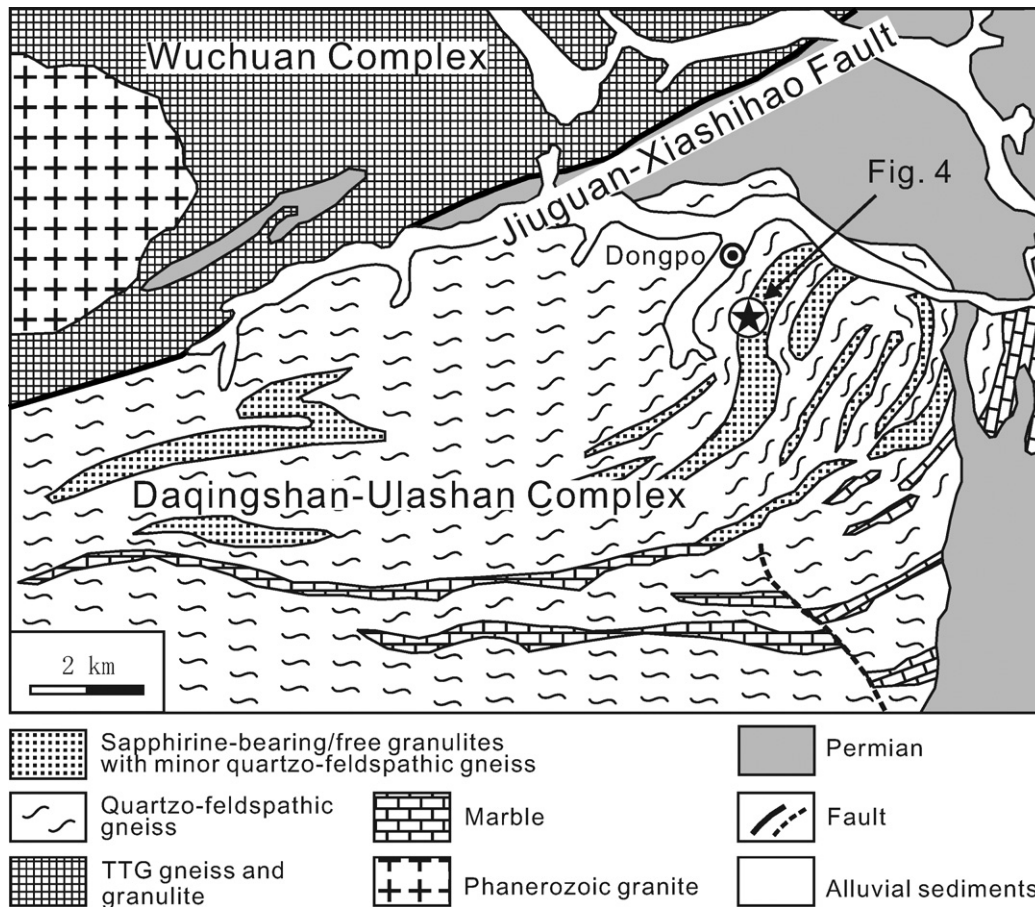 Wuchuan Complex
Jiuguan-Xiashihao Fault
Fig. 4
Dongpo
Daqingshan-Ulashan Complex
2 km
Sapphirine-bearing/free granulites
with minor quartzo-feldspathic gneiss
Permian
Quartzo-feldspathic
gneiss
Marble
Fault
TTG gneiss and
granulite
Phanerozoic granite
Alluvial sediments